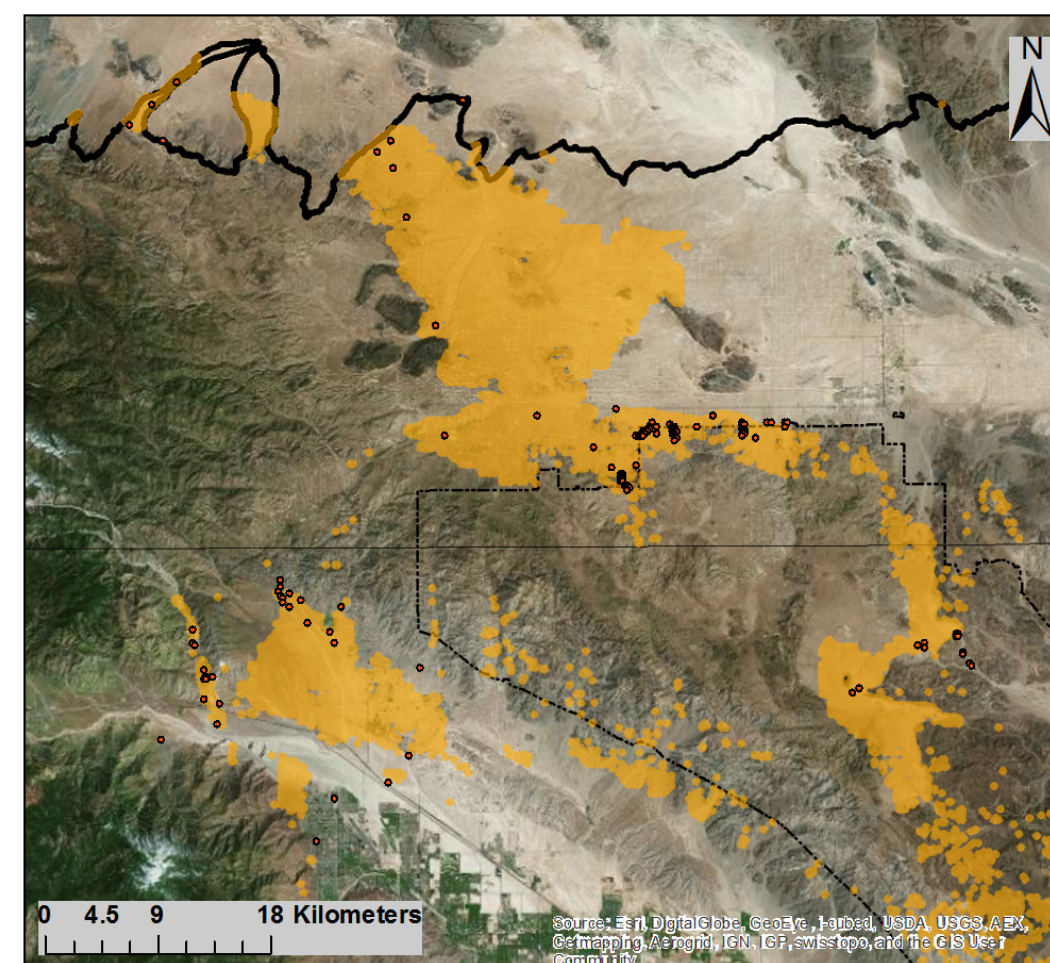 N
0 4.5 9 18 Kilometers
Source: Esri, DigitalGlobe, GeoEye, i-cubed, USDA, USGS, AEX,
Getmapping, Aerogrid, IGN, IGP, swisstopo, and the GIS User
Community